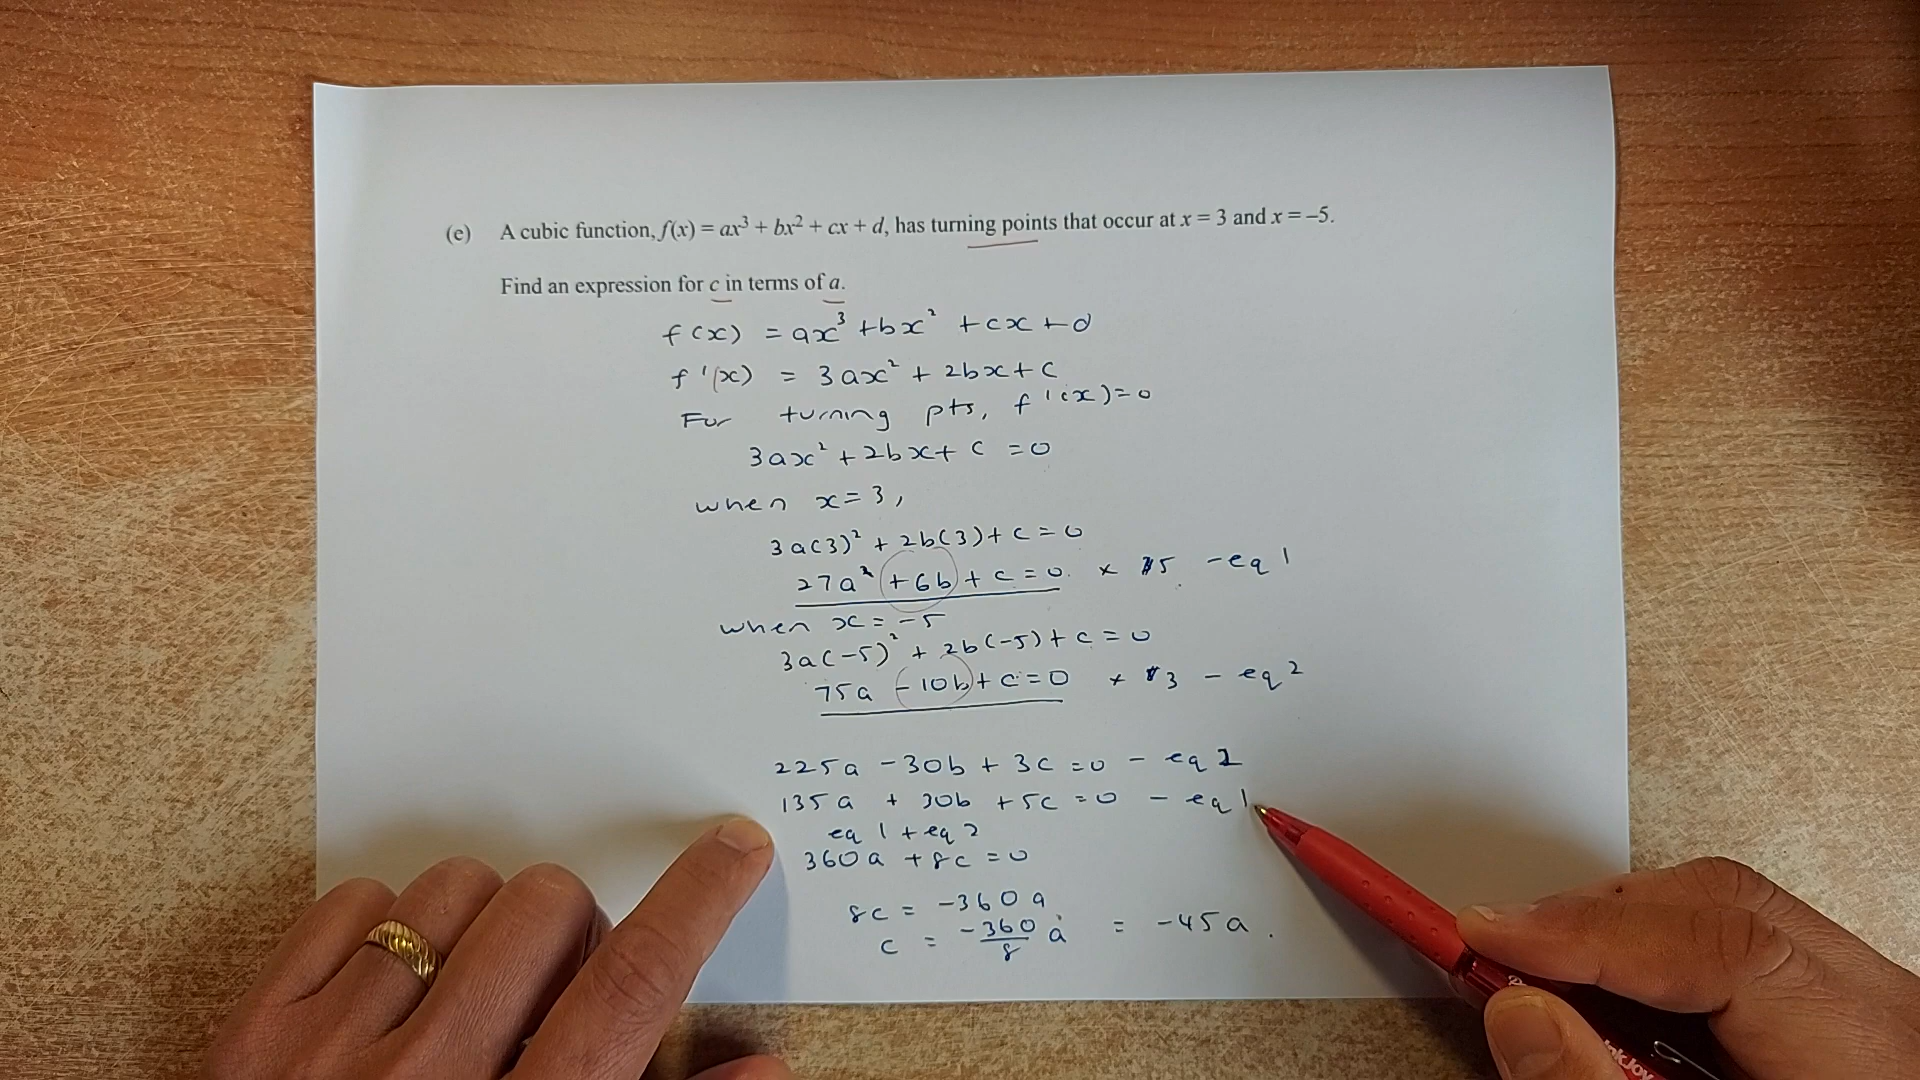 (e) A cubic function, f(x) = ax³ + bx² + cx + d, has turning points that occur at x = 3 and x = –5.
Find an expression for c in terms of a.
f(x) = ax³ + bx² + cx + d
f'(x) = 3ax² + 2bx + c
For turning pts, f'(x) = 0
3ax² + 2bx + c = 0
when x = 3,
3a(3)² + 2b(3) + c = 0
27a + 6b + c = 0 × 5 - eq 1
when x = -5
3a(-5)² + 2b(-5) + c = 0
75a - 10b + c = 0 × 3 - eq 2
225a - 30b + 3c = 0 - eq 2
135a + 30b + 5c = 0 - eq 1
eq 1 + eq 2
360a + 8c = 0
8c = -360a
c = -360/8 a = -45a.